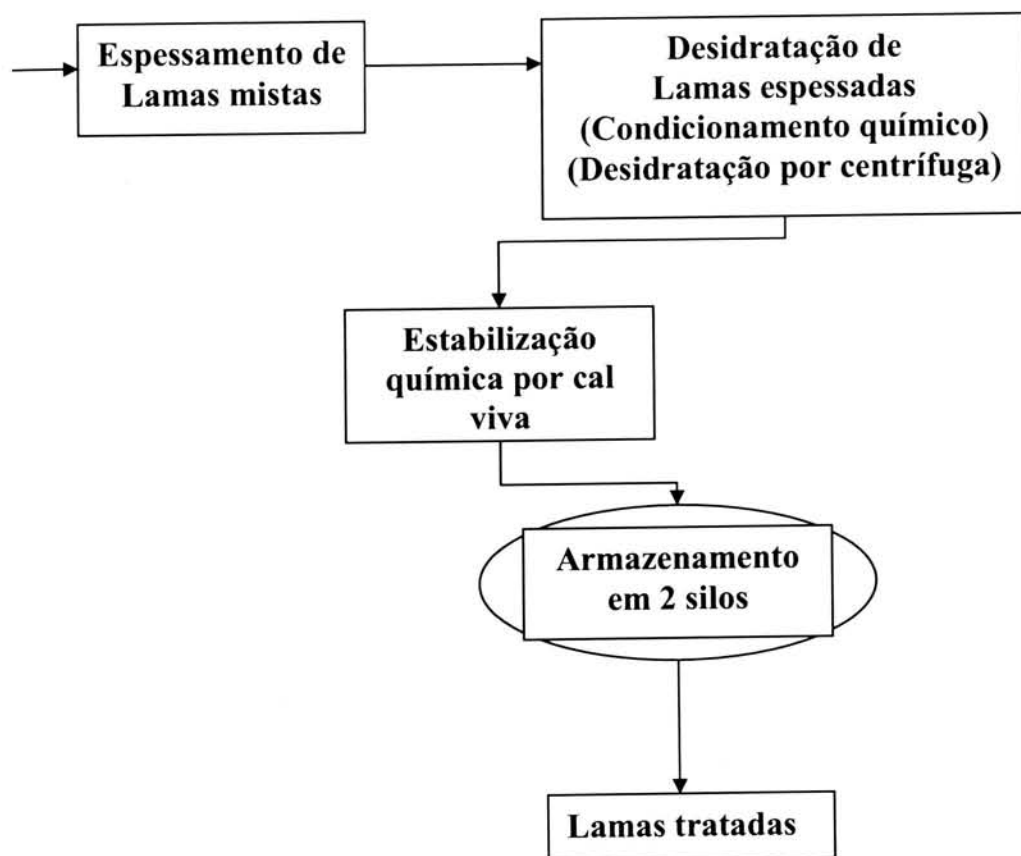 Espessamento de
Lamas mistas
Desidratação de
Lamas espessadas
(Condicionamento químico)
(Desidratação por centrífuga)
Estabilização
química por cal
viva
Armazenamento
em 2 silos
Lamas tratadas